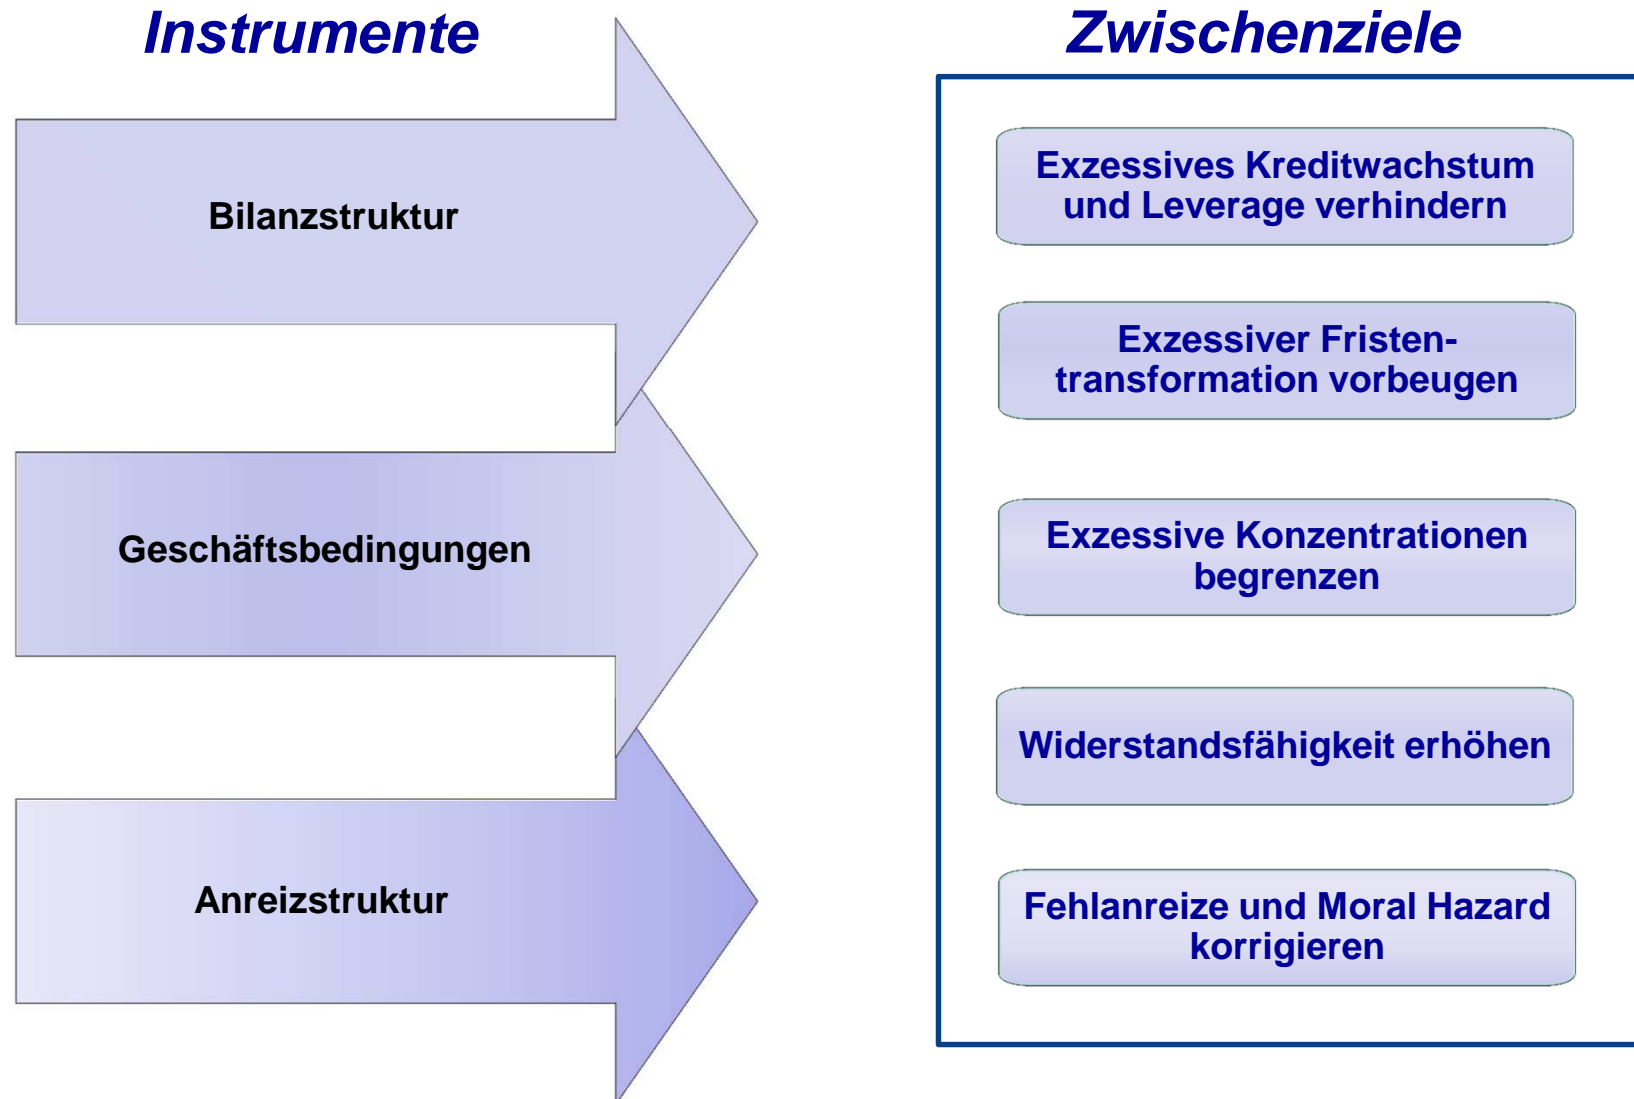 Instrumente
Bilanzstruktur
Geschäftsbedingungen
Anreizstruktur
Zwischenziele
Exzessives Kreditwachstum
und Leverage verhindern
Exzessiver Fristen-
transformation vorbeugen
Exzessive Konzentrationen
begrenzen
Widerstandsfähigkeit erhöhen
Fehlanreize und Moral Hazard
korrigieren